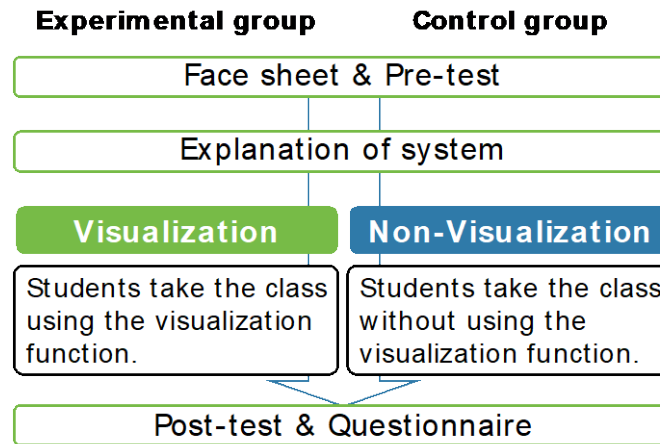 Experimental group
Control group
Face sheet & Pre-test
Explanation of system
Visualization
Non-Visualization
Students take the class
using the visualization
function.
Students take the class
without using the
visualization function.
Post-test & Questionnaire